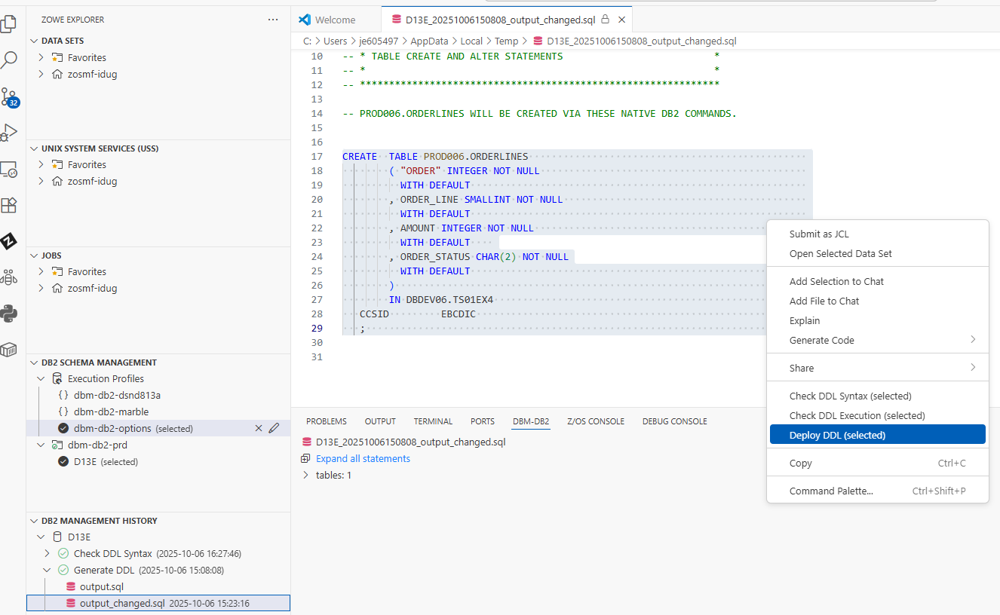 ZOWE EXPLORER
DATA SETS
Favorites
zosmf-idug
32
UNIX SYSTEM SERVICES (USS)
Favorites
zosmf-idug
JOBS
Favorites
zosmf-idug
DB2 SCHEMA MANAGEMENT
Execution Profiles
{} dbm-db2-dsnd813a
{} dbm-db2-marble
dbm-db2-options (selected)
dbm-db2-prd
D13E (selected)
DB2 MANAGEMENT HISTORY
D13E
Check DDL Syntax (2025-10-06 16:27:46)
Generate DDL (2025-10-06 15:08:08)
output.sql
output_changed.sql 2025-10-06 15:23:16
Welcome
D13E_20251006150808_output_changed.sql
C: > Users > je605497 > AppData > Local > Temp > D13E_20251006150808_output_changed.sql
10 -- * TABLE CREATE AND ALTER STATEMENTS *
11 -- * *
12 -- **************************************************************
13
14 -- PROD006.ORDERLINES WILL BE CREATED VIA THESE NATIVE DB2 COMMANDS.
15
16
17 CREATE TABLE PROD006.ORDERLINES
18 ( "ORDER" INTEGER NOT NULL
19 WITH DEFAULT
20 , ORDER_LINE SMALLINT NOT NULL
21 WITH DEFAULT
22 , AMOUNT INTEGER NOT NULL
23 WITH DEFAULT
24 , ORDER_STATUS CHAR(2) NOT NULL
25 WITH DEFAULT
26 )
27 IN DBDEV06.TS01EX4
28 CCSID EBCDIC
29 ;
30
31
PROBLEMS OUTPUT TERMINAL PORTS DBM-DB2 Z/OS CONSOLE DEBUG CONSOLE
D13E_20251006150808_output_changed.sql
Expand all statements
tables: 1
Submit as JCL
Open Selected Data Set
Add Selection to Chat
Add File to Chat
Explain
Generate Code
Share
Check DDL Syntax (selected)
Check DDL Execution (selected)
Deploy DDL (selected)
Copy Ctrl+C
Command Palette... Ctrl+Shift+P